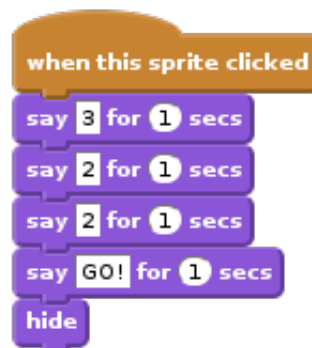 when this sprite clicked
say 3 for 1 secs
say 2 for 1 secs
say 2 for 1 secs
say GO! for 1 secs
hide